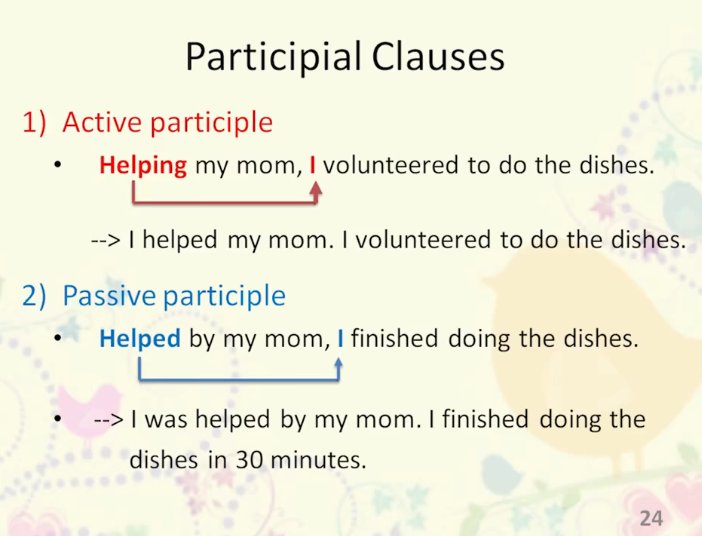 Participial Clauses
1) Active participle
• Helping my mom, I volunteered to do the dishes.
--> I helped my mom. I volunteered to do the dishes.
2) Passive participle
• Helped by my mom, I finished doing the dishes.
• --> I was helped by my mom. I finished doing the
dishes in 30 minutes.
24